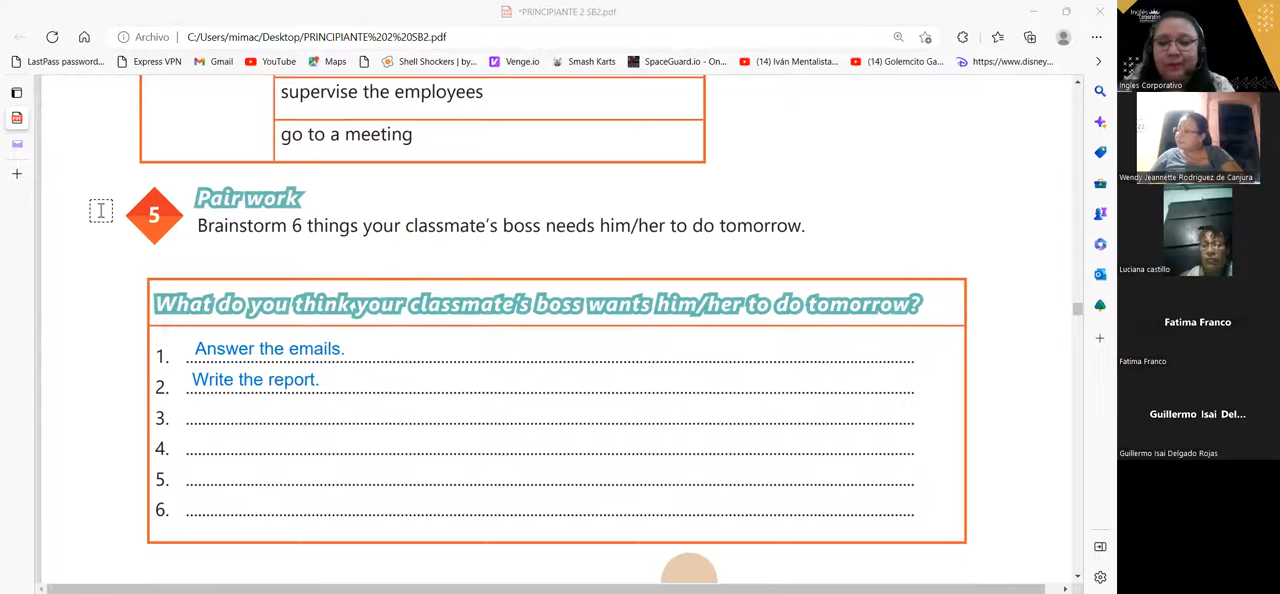 *PRINCIPIANTE 2 SB2.pdf
Archivo
C:/Users/mimac/Desktop/PRINCIPIANTE%202%20SB2.pdf
LastPass password...
Express VPN
Gmail
YouTube
Maps
Shell Shockers | by...
Venge.io
Smash Karts
SpaceGuard.io - On...
(14) Iván Mentalista...
(14) Golemcito Ga...
https://www.disney...
supervise the employees
go to a meeting
5
Pair work
Brainstorm 6 things your classmate's boss needs him/her to do tomorrow.
What do you think your classmate's boss wants him/her to do tomorrow?
1. Answer the emails.
2. Write the report.
3.
4.
5.
6.
Inglés
Corporativo
Ingles Corporativo
Wendy Jeannette Rodriguez de Canjura
Luciana castillo
Fatima Franco
Fatima Franco
Guillermo Isai Del...
Guillermo Isai Delgado Rojas